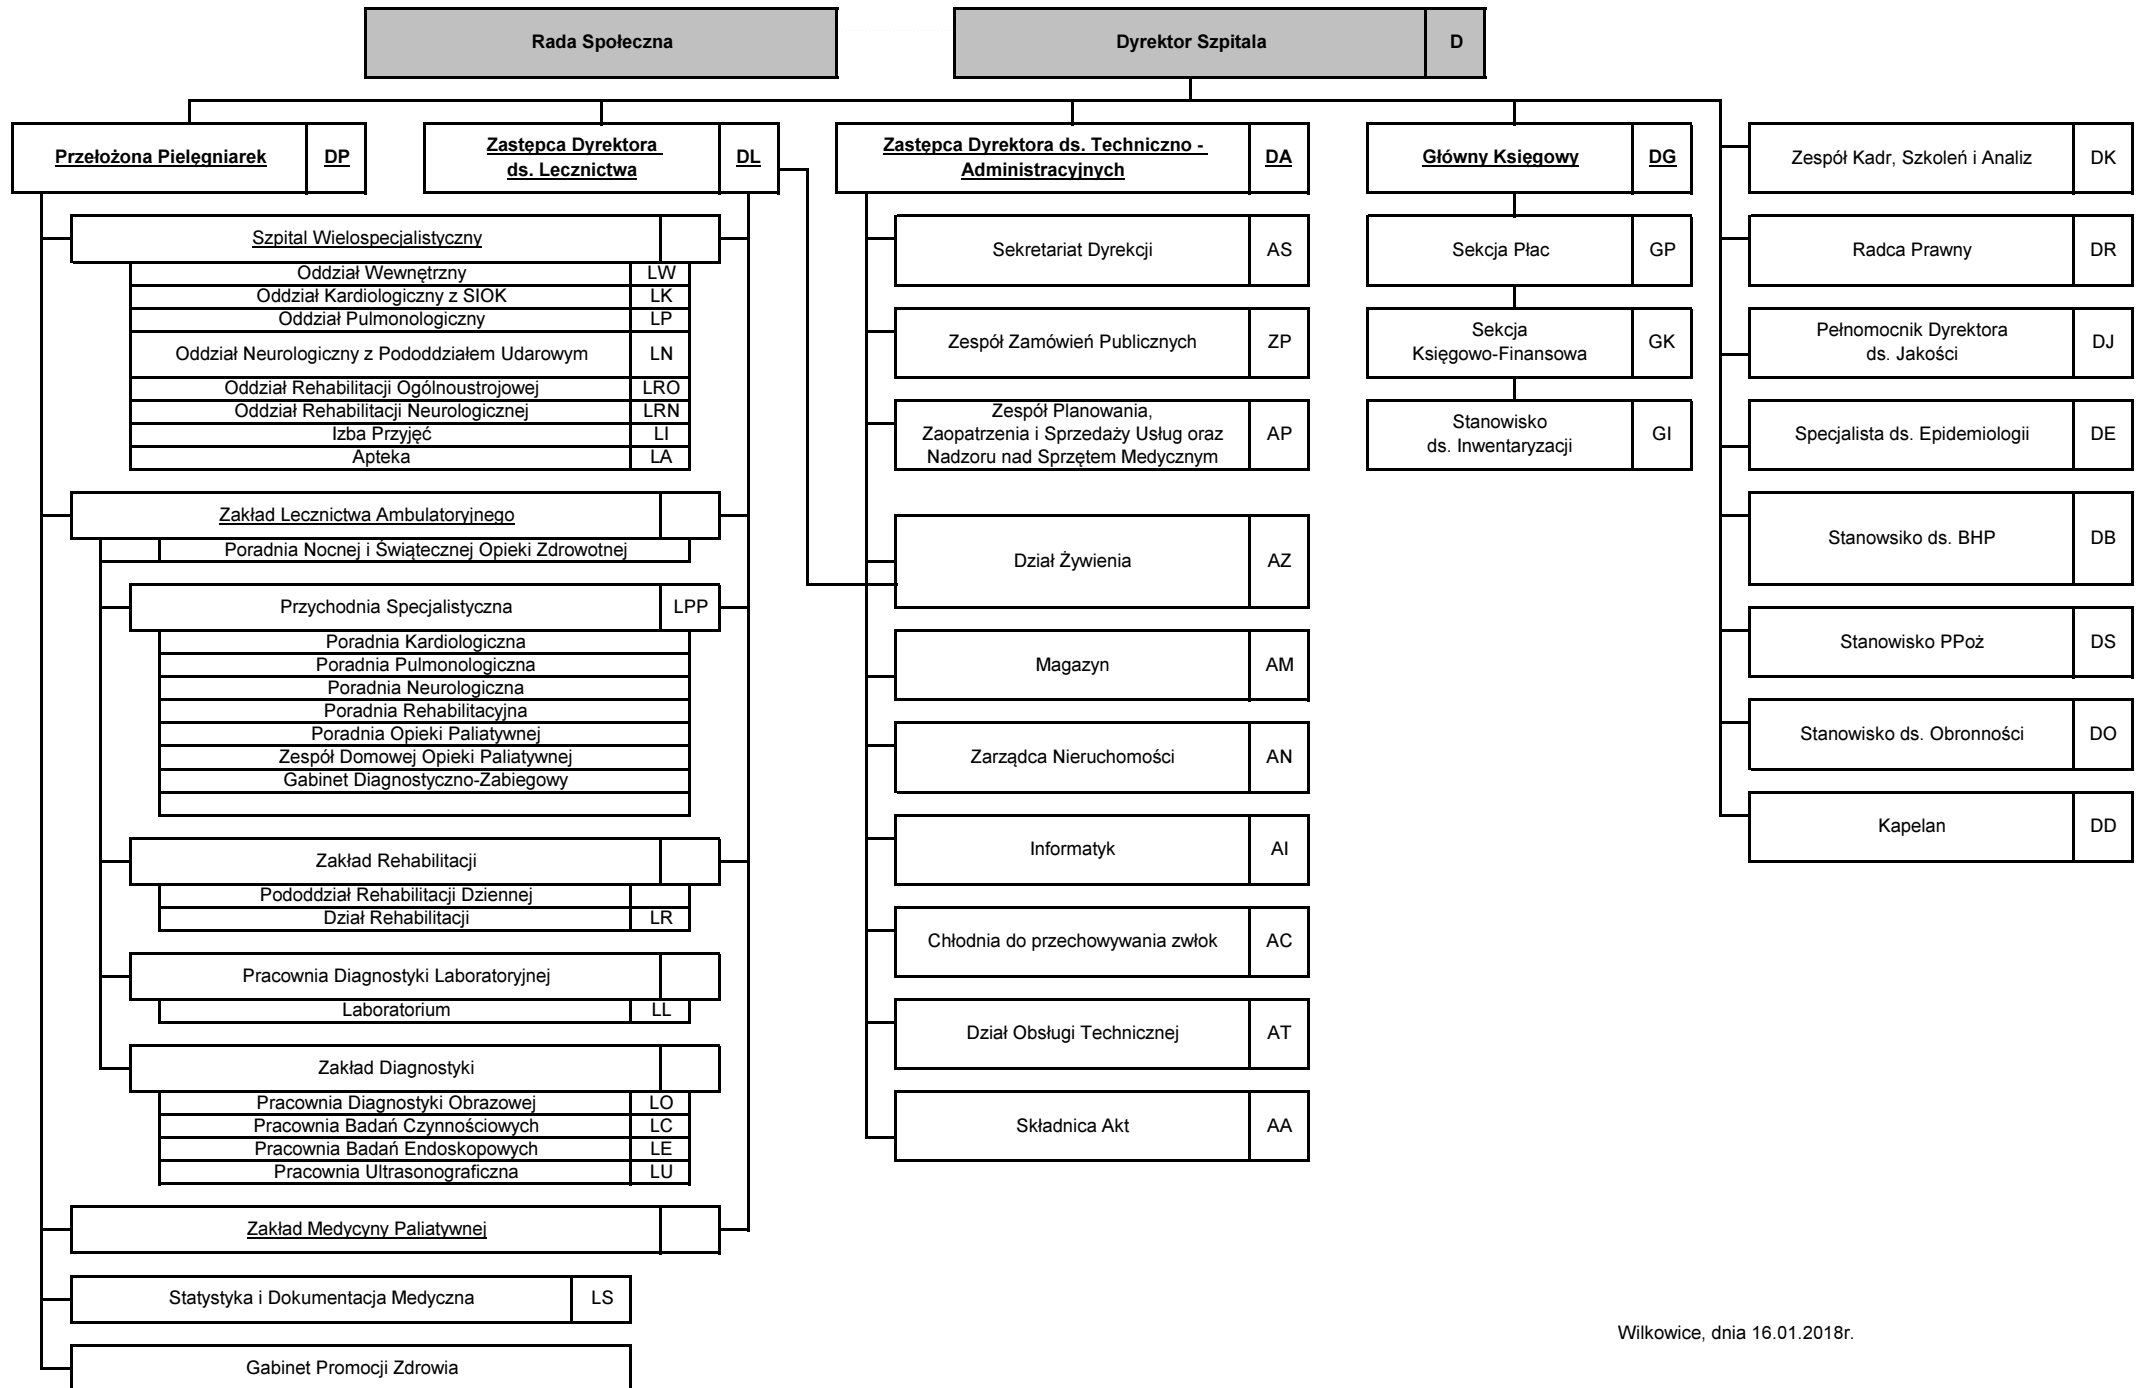 Rada Społeczna
Dyrektor Szpitala D
Przełożona Pielęgniarek DP
Zastępca Dyrektora
ds. Lecznictwa
DL
Zastępca Dyrektora ds. Techniczno -
Administracyjnych
DA
Główny Księgowy DG
Szpital Wielospecjalistyczny
Oddział Wewnętrzny LW
Oddział Kardiologiczny z SIOK LK
Oddział Pulmonologiczny LP
Oddział Neurologiczny z Pododdziałem Udarowym LN
Oddział Rehabilitacji Ogólnoustrojowej LRO
Oddział Rehabilitacji Neurologicznej LRN
Izba Przyjęć LI
Apteka LA
Zakład Lecznictwa Ambulatoryjnego
Poradnia Nocnej i Świątecznej Opieki Zdrowotnej
Przychodnia Specjalistyczna LPP
Poradnia Kardiologiczna
Poradnia Pulmonologiczna
Poradnia Neurologiczna
Poradnia Rehabilitacyjna
Poradnia Opieki Paliatywnej
Zespół Domowej Opieki Paliatywnej
Gabinet Diagnostyczno-Zabiegowy
Zakład Rehabilitacji
Pododdział Rehabilitacji Dziennej
Dział Rehabilitacji LR
Pracownia Diagnostyki Laboratoryjnej
Laboratorium LL
Zakład Diagnostyki
Pracownia Diagnostyki Obrazowej LO
Pracownia Badań Czynnościowych LC
Pracownia Badań Endoskopowych LE
Pracownia Ultrasonograficzna LU
Zakład Medycyny Paliatywnej
Statystyka i Dokumentacja Medyczna LS
Gabinet Promocji Zdrowia
Sekretariat Dyrekcji AS
Zespół Zamówień Publicznych ZP
Zespół Planowania,
Zaopatrzenia i Sprzedaży Usług oraz
Nadzoru nad Sprzętem Medycznym
AP
Dział Żywienia AZ
Magazyn AM
Zarządca Nieruchomości AN
Informatyk AI
Chłodnia do przechowywania zwłok AC
Dział Obsługi Technicznej AT
Składnica Akt AA
Sekcja Płac GP
Sekcja
Księgowo-Finansowa
GK
Stanowisko
ds. Inwentaryzacji
GI
Zespół Kadr, Szkoleń i Analiz DK
Radca Prawny DR
Pełnomocnik Dyrektora
ds. Jakości
DJ
Specjalista ds. Epidemiologii DE
Stanowsiko ds. BHP DB
Stanowisko PPoż DS
Stanowisko ds. Obronności DO
Kapelan DD
Wilkowice, dnia 16.01.2018r.